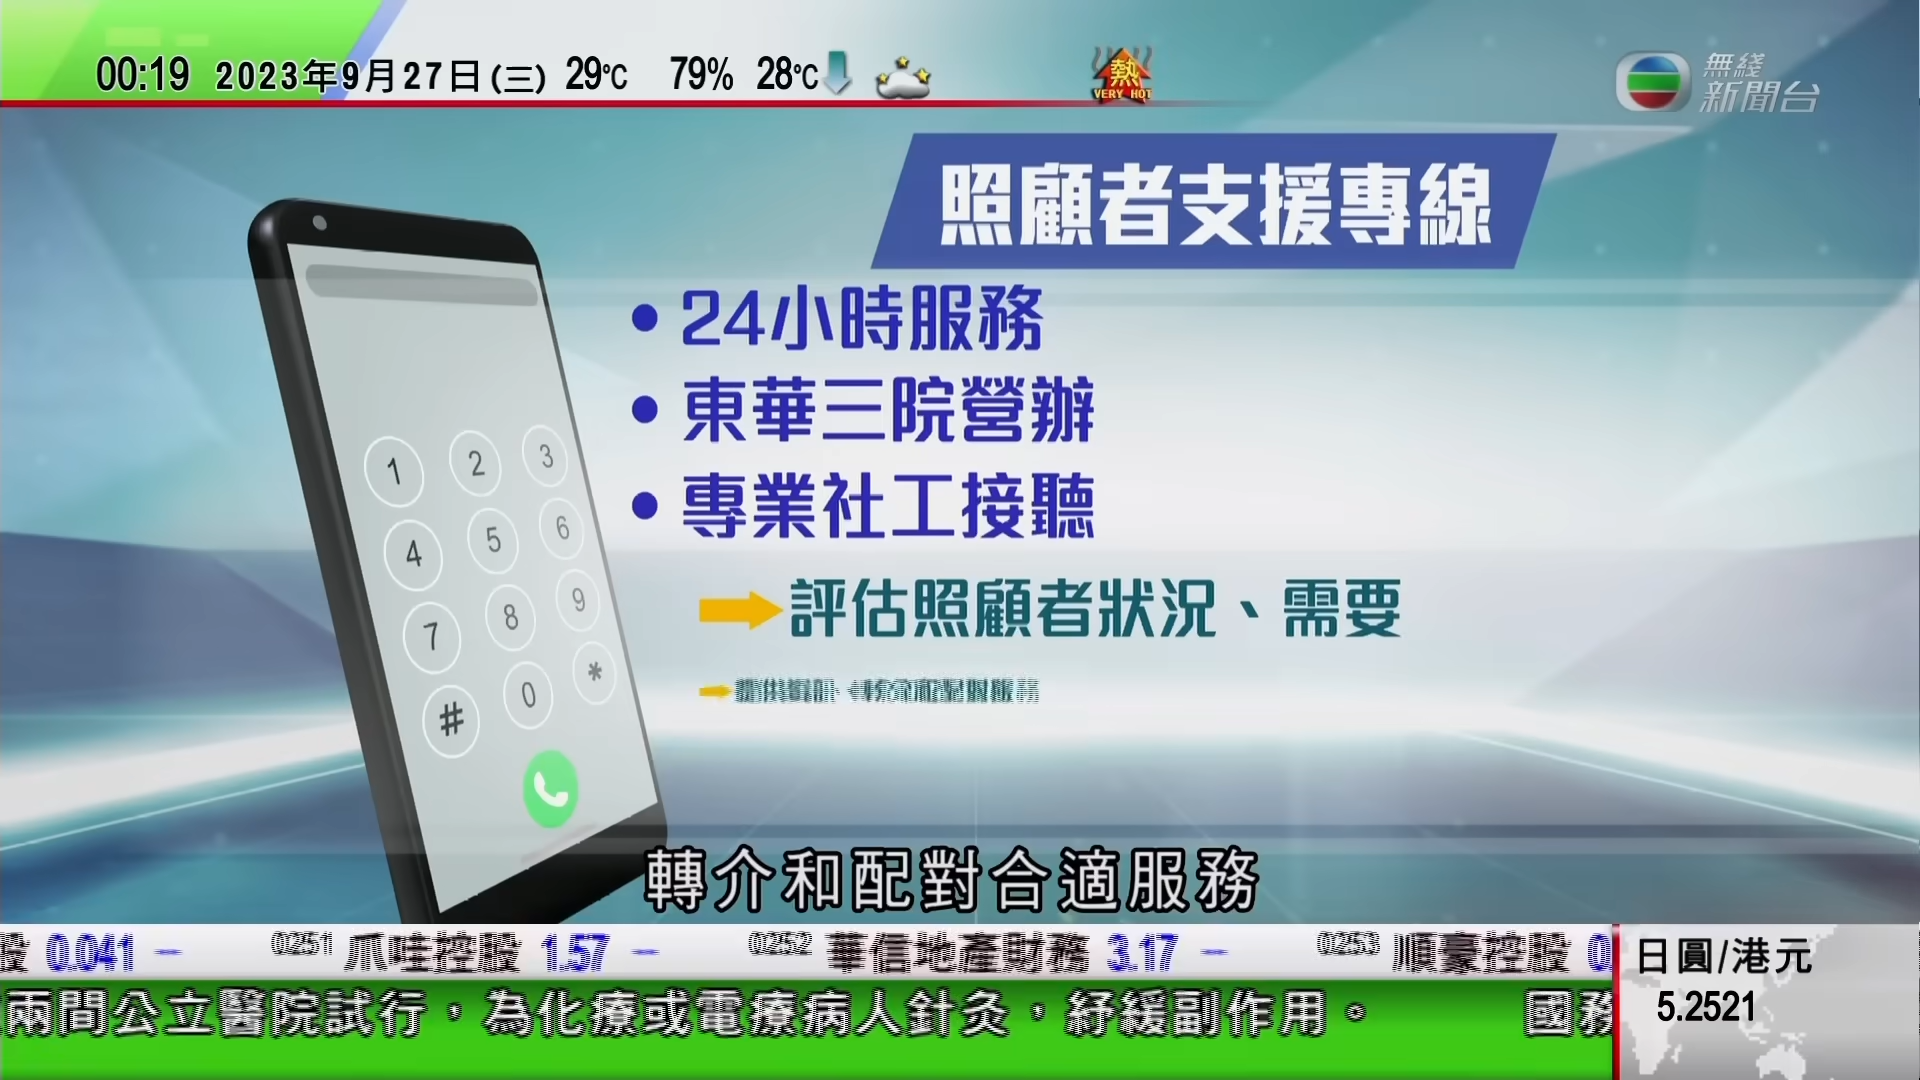 00:19 2023年9月27日(三) 29℃ 79% 28℃
熱
VERY HOT
無綫
新聞台
照顧者支援專線
• 24小時服務
• 東華三院營辦
• 專業社工接聽
評估照顧者狀況、需要
1 2 3
4 5 6
7 8 9
# 0 *
轉介和配對合適服務
股 0.041 – 0251 爪哇控股 1.57 – 0252 華信地產財務 3.17 – 0253 順豪控股 0
兩間公立醫院試行，為化療或電療病人針灸，紓緩副作用。 國務
日圓/港元
5.2521